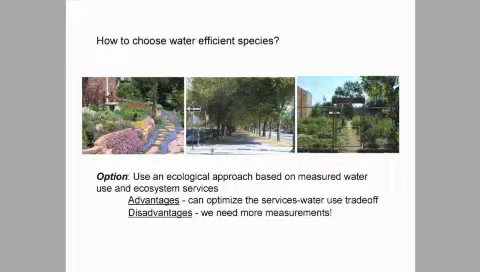 How to choose water efficient species?
Option: Use an ecological approach based on measured water
use and ecosystem services
Advantages - can optimize the services-water use tradeoff
Disadvantages - we need more measurements!